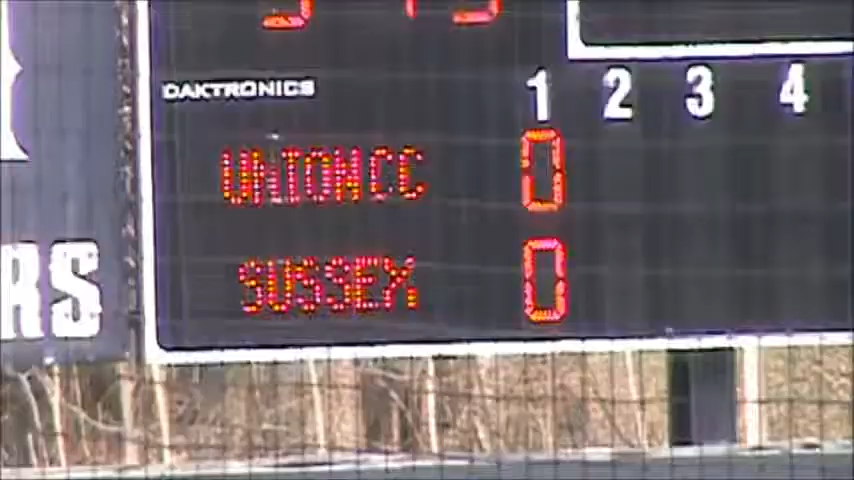 DAKTRONICS
1 2 3 4
UNION CC 0
SUSSEX 0
RS